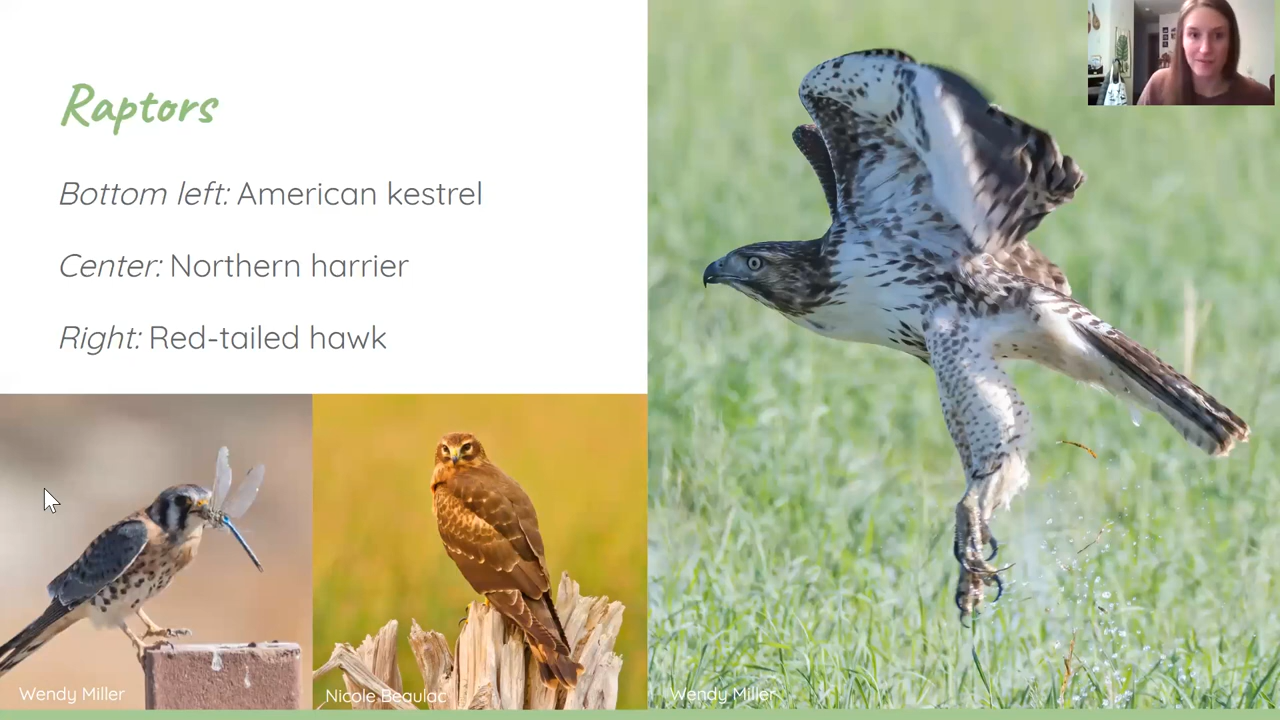 Raptors
Bottom left: American kestrel
Center: Northern harrier
Right: Red-tailed hawk
Wendy Miller
Nicole Beaulac
Wendy Miller